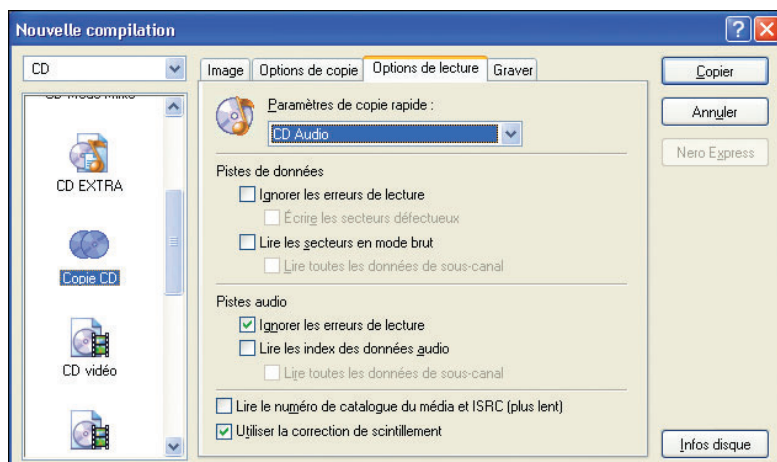 Nouvelle compilation
CD
CD EXTRA
Copie CD
CD vidéo
Image
Options de copie
Options de lecture
Graver
Paramètres de copie rapide :
CD Audio
Pistes de données
Ignorer les erreurs de lecture
Écrire les secteurs défectueux
Lire les secteurs en mode brut
Lire toutes les données de sous-canal
Pistes audio
Ignorer les erreurs de lecture
Lire les index des données audio
Lire toutes les données de sous-canal
Lire le numéro de catalogue du média et ISRC (plus lent)
Utiliser la correction de scintillement
Copier
Annuler
Nero Express
Infos disque